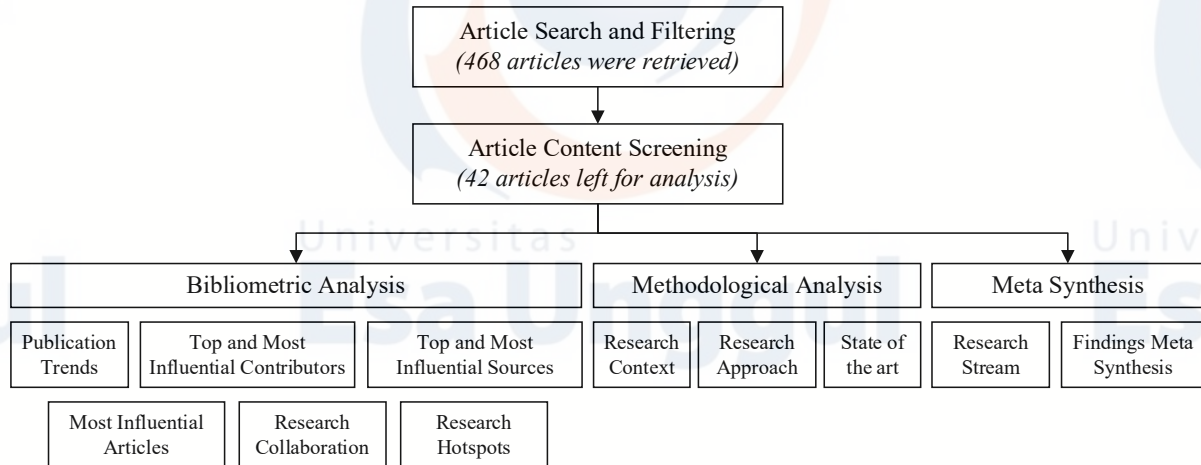 Article Search and Filtering
(468 articles were retrieved)
Article Content Screening
(42 articles left for analysis)
Universitas
Esa Unggul
Univ
Es
ul
Bibliometric Analysis
Methodological Analysis
Meta Synthesis
Publication
Trends
Top and Most
Influential Contributors
Top and Most
Influential Sources
Research
Context
Research
Approach
State of
the art
Research
Stream
Findings Meta
Synthesis
Most Influential
Articles
Research
Collaboration
Research
Hotspots